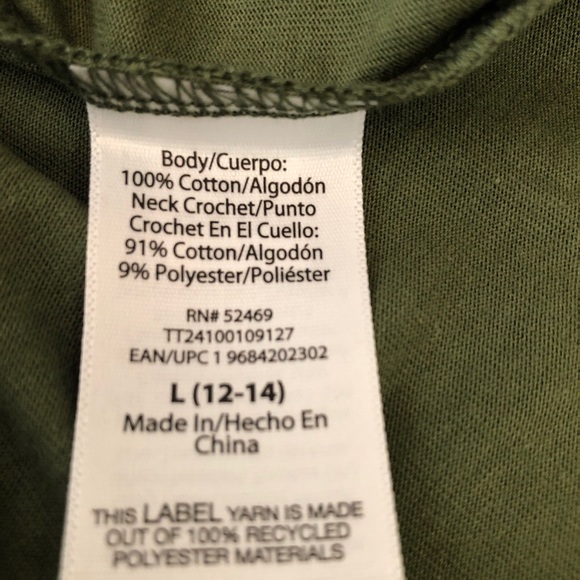 Body/Cuerpo:
100% Cotton/Algodón
Neck Crochet/Punto
Crochet En El Cuello:
91% Cotton/Algodón
9% Polyester/Poliéster
RN# 52469
TT24100109127
EAN/UPC 1 9684202302
L (12-14)
Made In/Hecho En
China
THIS LABEL YARN IS MADE
OUT OF 100% RECYCLED
POLYESTER MATERIALS